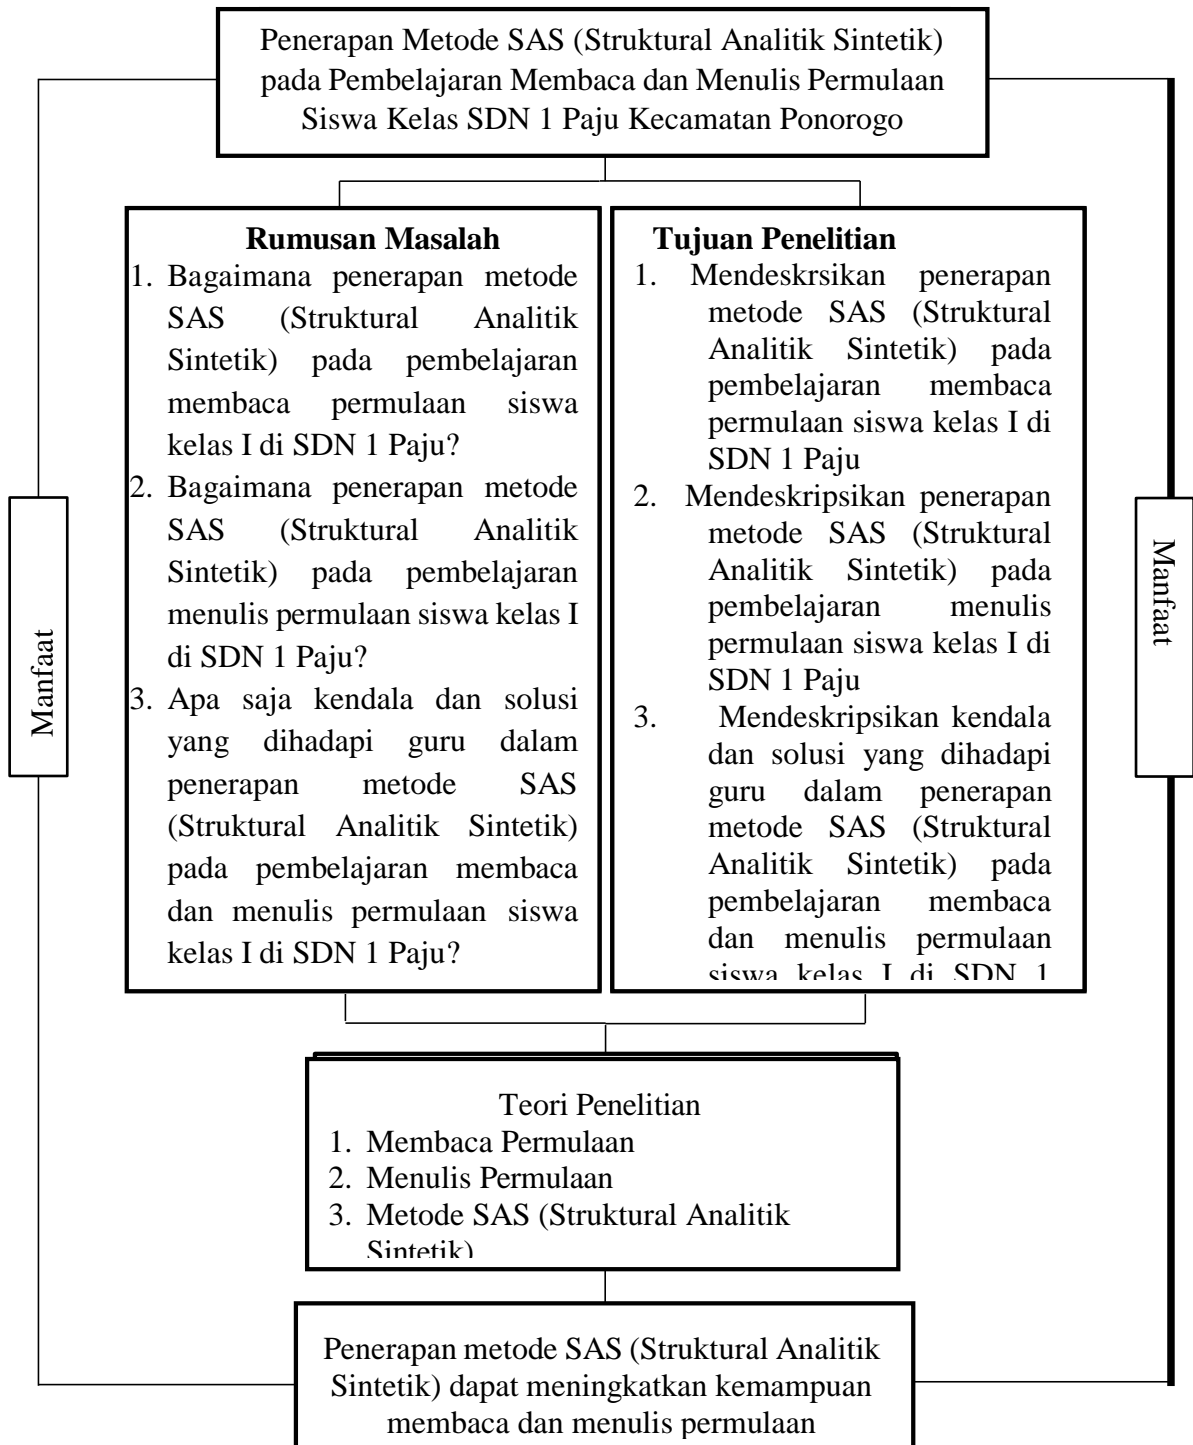 Penerapan Metode SAS (Struktural Analitik Sintetik)
pada Pembelajaran Membaca dan Menulis Permulaan
Siswa Kelas SDN 1 Paju Kecamatan Ponorogo
Rumusan Masalah
1. Bagaimana penerapan metode
SAS (Struktural Analitik
Sintetik) pada pembelajaran
membaca permulaan siswa
kelas I di SDN 1 Paju?
2. Bagaimana penerapan metode
SAS (Struktural Analitik
Sintetik) pada pembelajaran
menulis permulaan siswa kelas I
di SDN 1 Paju?
3. Apa saja kendala dan solusi
yang dihadapi guru dalam
penerapan metode SAS
(Struktural Analitik Sintetik)
pada pembelajaran membaca
dan menulis permulaan siswa
kelas I di SDN 1 Paju?
Tujuan Penelitian
1. Mendeskrsikan penerapan
metode SAS (Struktural
Analitik Sintetik) pada
pembelajaran membaca
permulaan siswa kelas I di
SDN 1 Paju
2. Mendeskripsikan penerapan
metode SAS (Struktural
Analitik Sintetik) pada
pembelajaran menulis
permulaan siswa kelas I di
SDN 1 Paju
3. Mendeskripsikan kendala
dan solusi yang dihadapi
guru dalam penerapan
metode SAS (Struktural
Analitik Sintetik) pada
pembelajaran membaca
dan menulis permulaan
siswa kelas I di SDN 1
Manfaat
Manfaat
Teori Penelitian
1. Membaca Permulaan
2. Menulis Permulaan
3. Metode SAS (Struktural Analitik
Sintetik)
Penerapan metode SAS (Struktural Analitik
Sintetik) dapat meningkatkan kemampuan
membaca dan menulis permulaan